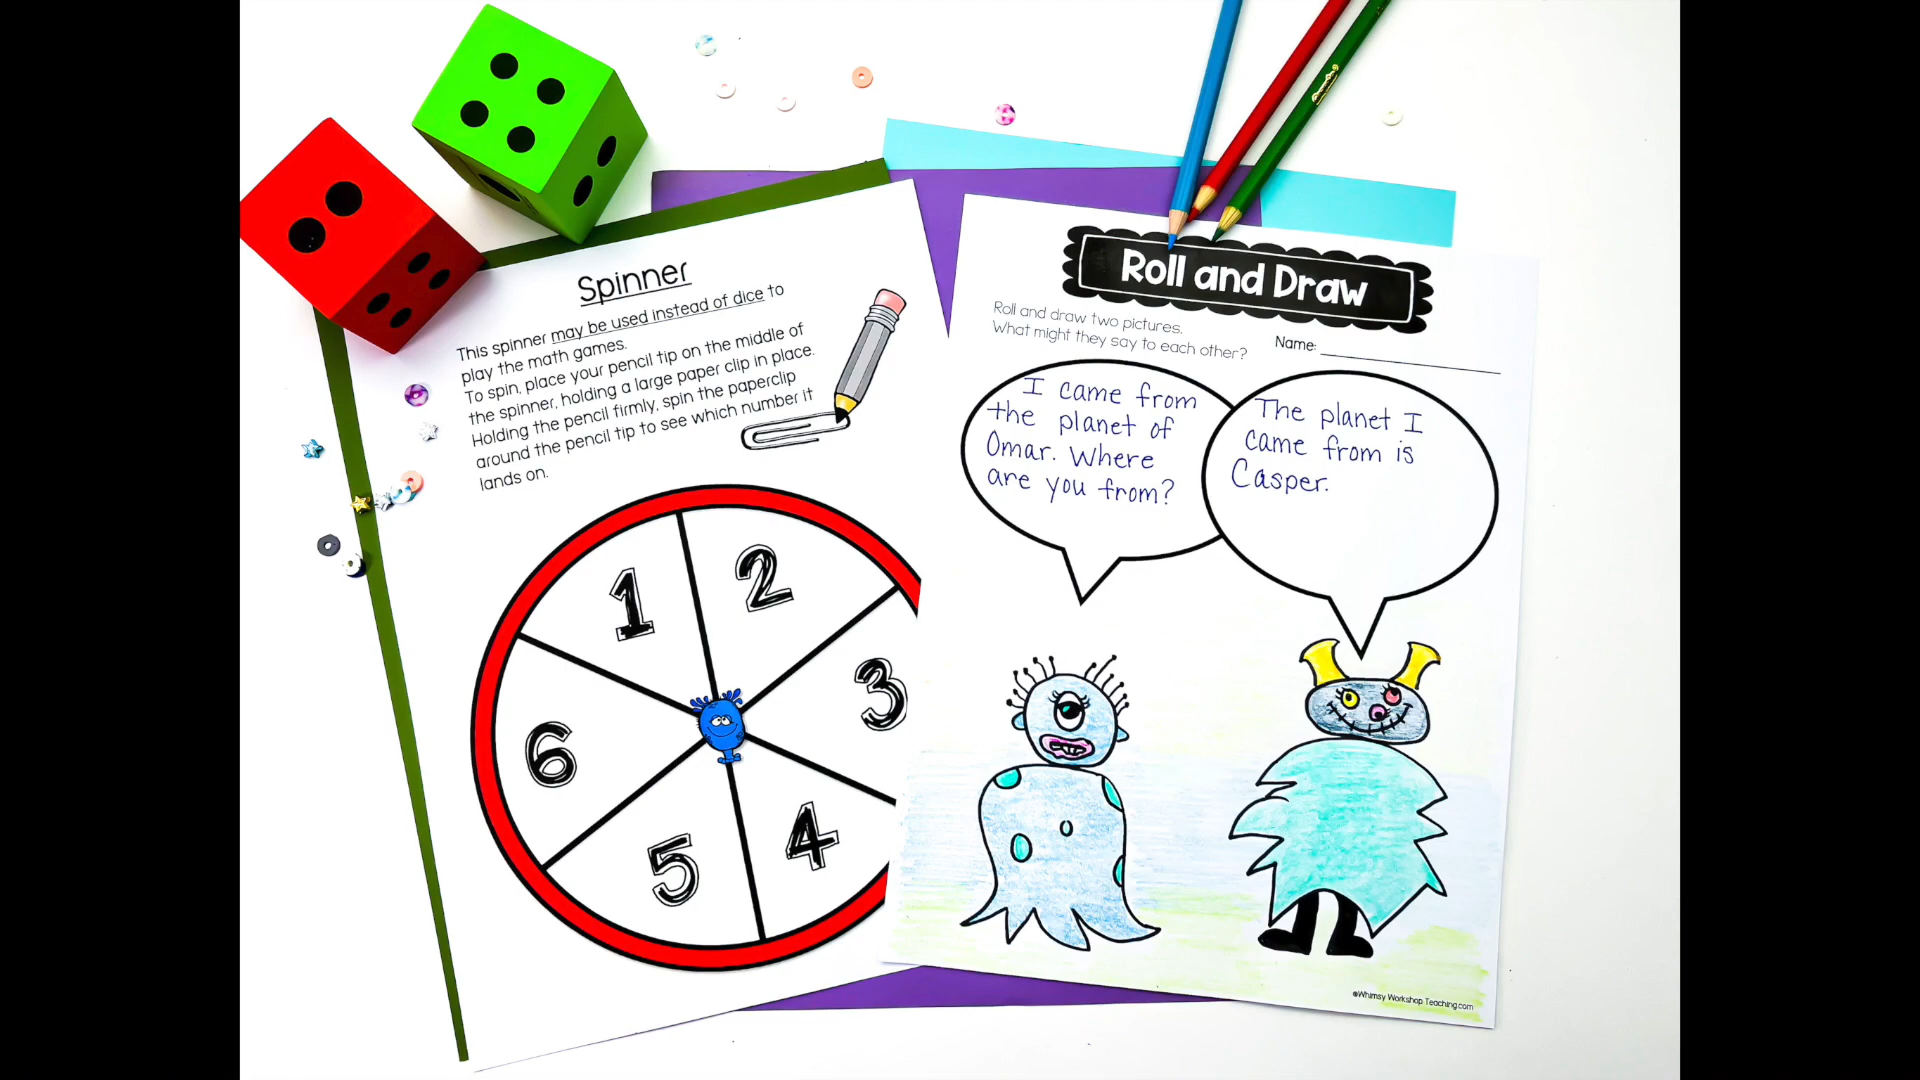 Spinner
This spinner may be used instead of dice to
play the math games.
To spin, place your pencil tip on the middle of
the spinner, holding a large paper clip in place.
Holding the pencil firmly, spin the paperclip
around the pencil tip to see which number it
lands on.
1
2
3
4
5
6
Roll and Draw
Roll and draw two pictures.
What might they say to each other?
Name:
I came from
the planet of
Omar. Where
are you from?
The planet I
came from is
Casper.
©Whimsy Workshop Teaching.com